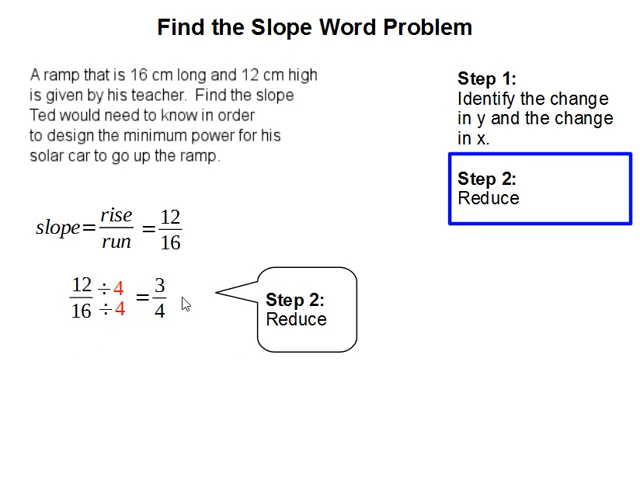 Find the Slope Word Problem
A ramp that is 16 cm long and 12 cm high
is given by his teacher.  Find the slope
Ted would need to know in order
to design the minimum power for his
solar car to go up the ramp.
Step 1:
Identify the change
in y and the change
in x.
Step 2:
Reduce
slope=rise/run=12/16
12÷4/16÷4=3/4
Step 2:
Reduce